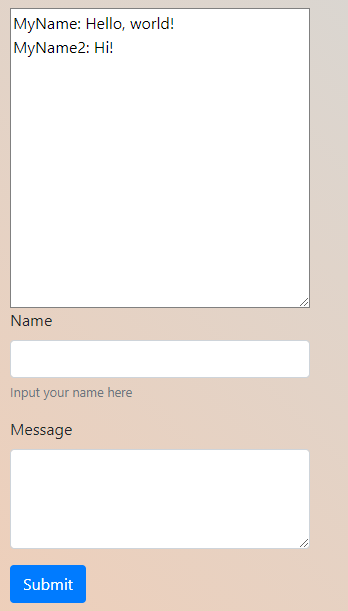 MyName: Hello, world!
MyName2: Hi!
Name
Input your name here
Message
Submit